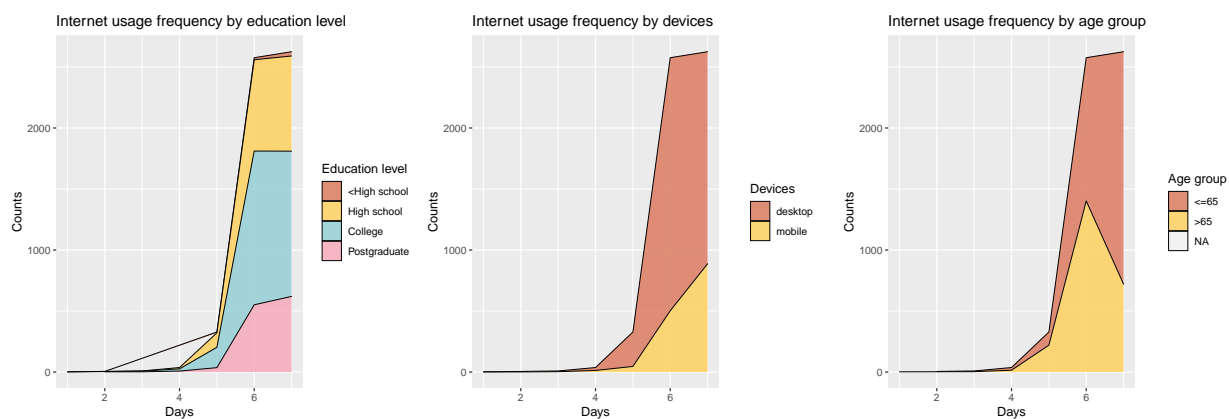 Internet usage frequency by education level
2000
1000
0
Counts
2
4
6
Days
Education level
<High school
High school
College
Postgraduate
Internet usage frequency by devices
2000
1000
0
Counts
2
4
6
Days
Devices
desktop
mobile
Internet usage frequency by age group
2000
1000
0
Counts
2
4
6
Days
Age group
<=65
>65
NA